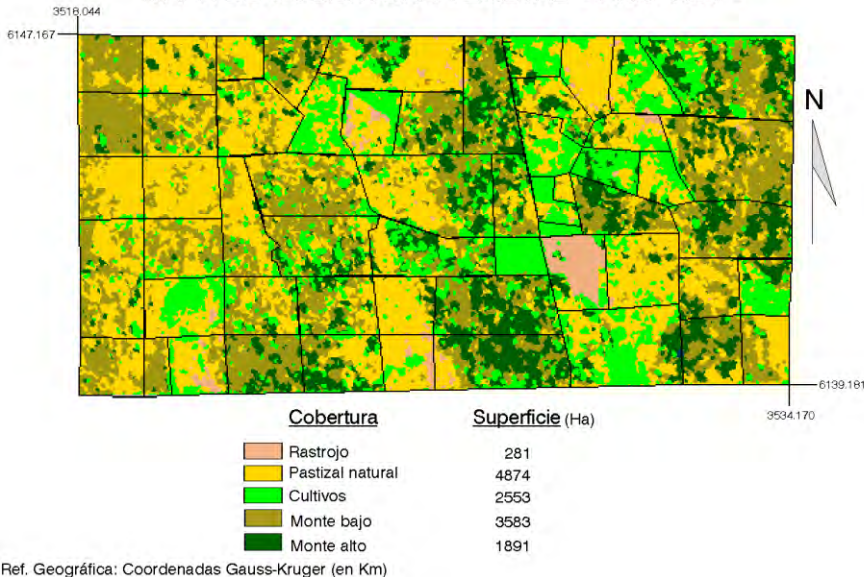 3518.044
6147.167
N
6139.181
3534.170
Cobertura Superficie (Ha)
Rastrojo 281
Pastizal natural 4874
Cultivos 2553
Monte bajo 3583
Monte alto 1891
Ref. Geográfica: Coordenadas Gauss-Kruger (en Km)